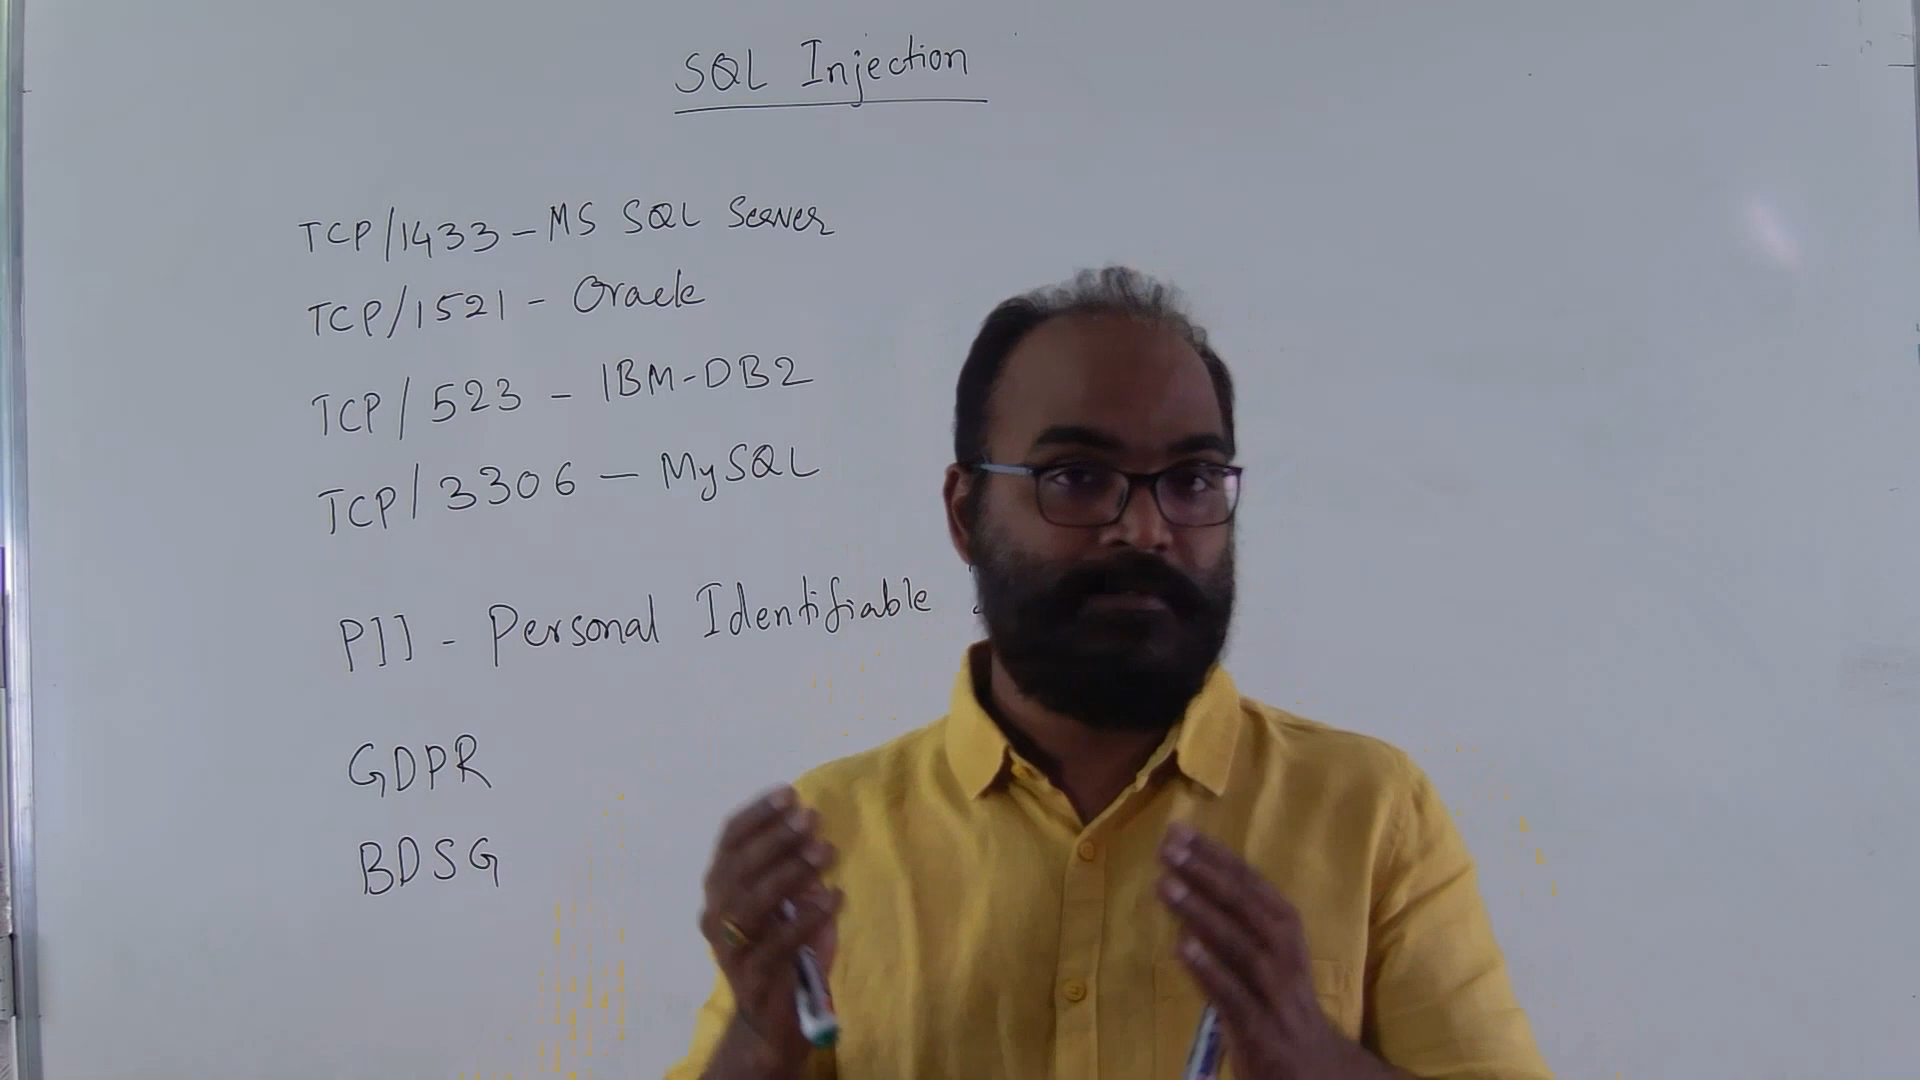 SQL Injection
TCP/1433 - MS SQL Server
TCP/1521 - Oracle
TCP/523 - IBM-DB2
TCP/3306 - MySQL
PII - Personal Identifiable
GDPR
BDSG